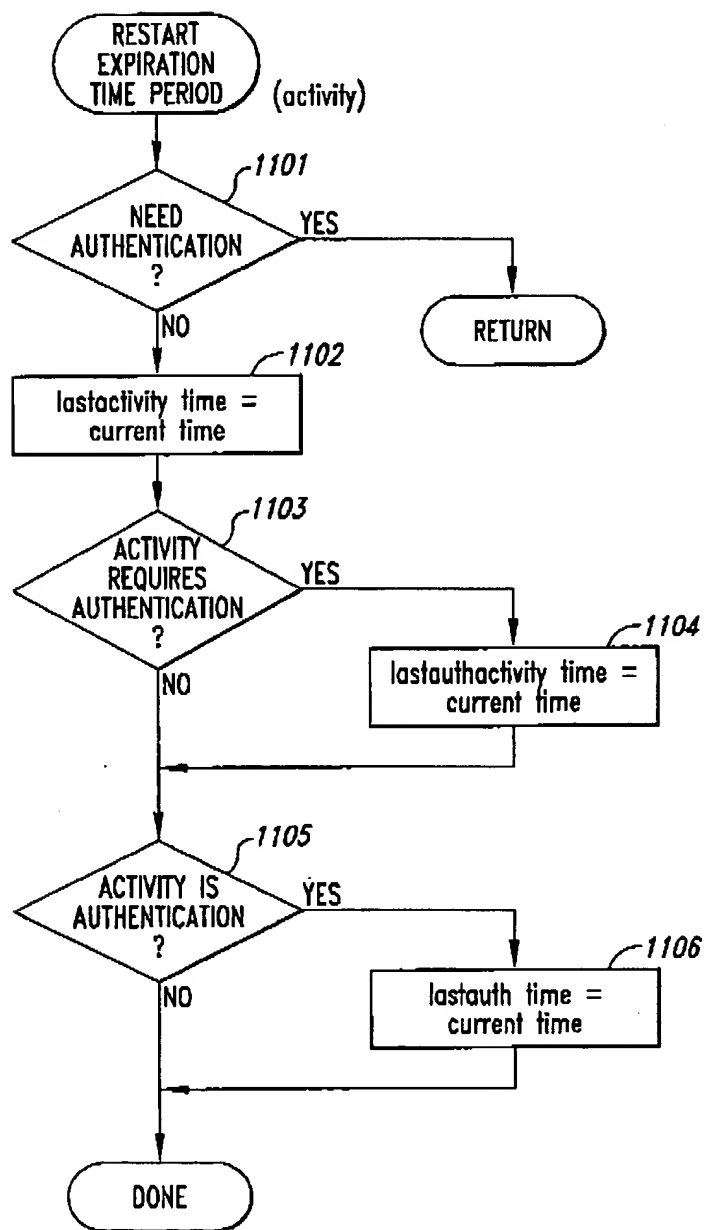 RESTART
EXPIRATION
TIME PERIOD
(activity)
1101
NEED
AUTHENTICATION
?
YES
RETURN
NO
1102
lastactivity time =
current time
1103
ACTIVITY
REQUIRES
AUTHENTICATION
?
YES
1104
lastauthactivity time =
current time
NO
1105
ACTIVITY IS
AUTHENTICATION
?
YES
1106
lastauth time =
current time
NO
DONE